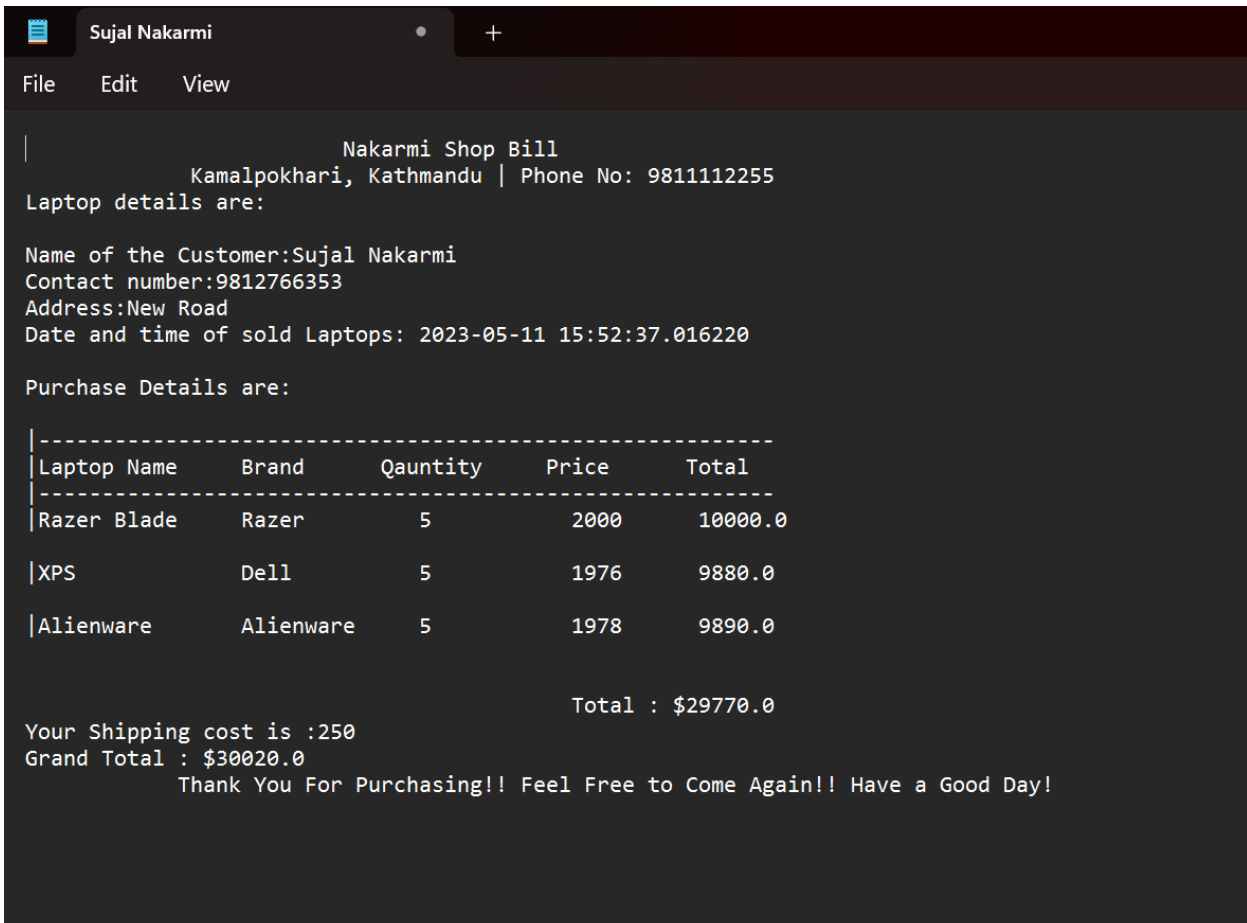 Sujal Nakarmi
File Edit View
Nakarmi Shop Bill
Kamalpokhari, Kathmandu | Phone No: 9811112255
Laptop details are:
Name of the Customer:Sujal Nakarmi
Contact number:9812766353
Address:New Road
Date and time of sold Laptops: 2023-05-11 15:52:37.016220
Purchase Details are:
|----------------------------------------------------------
|Laptop Name Brand Qauntity Price Total
|----------------------------------------------------------
|Razer Blade Razer 5 2000 10000.0
|XPS Dell 5 1976 9880.0
|Alienware Alienware 5 1978 9890.0
Total : $29770.0
Your Shipping cost is :250
Grand Total : $30020.0
Thank You For Purchasing!! Feel Free to Come Again!! Have a Good Day!